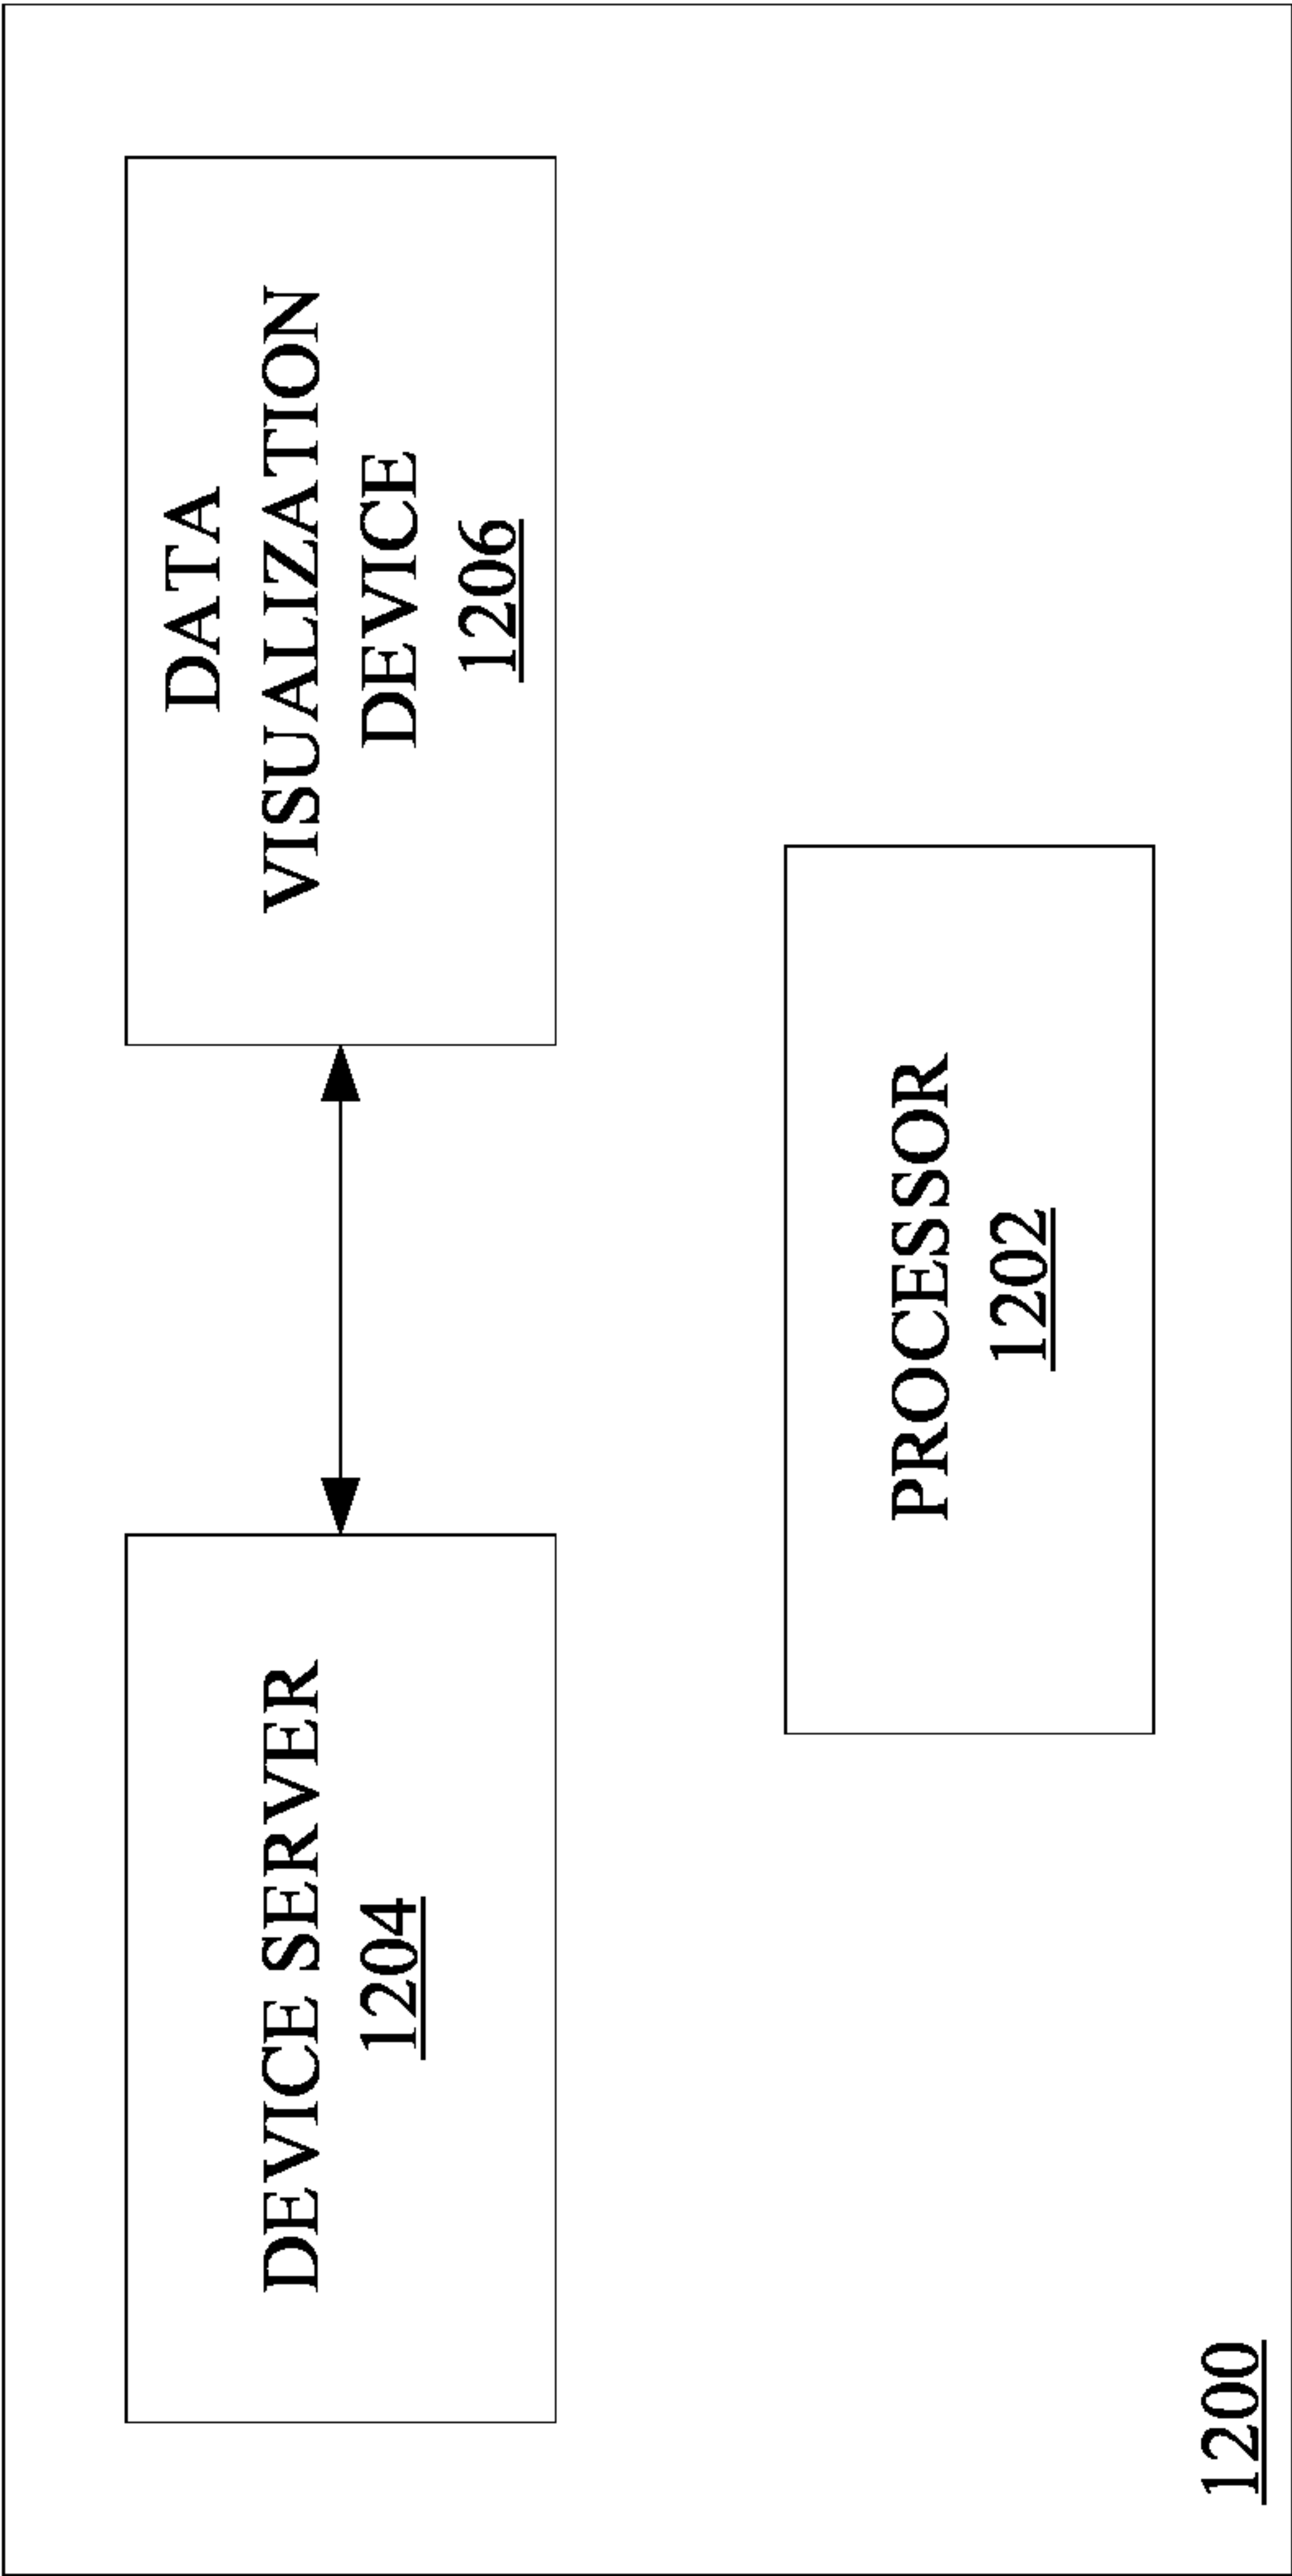 DEVICE SERVER
1204
DATA
VISUALIZATION
DEVICE
1206
PROCESSOR
1202
1200